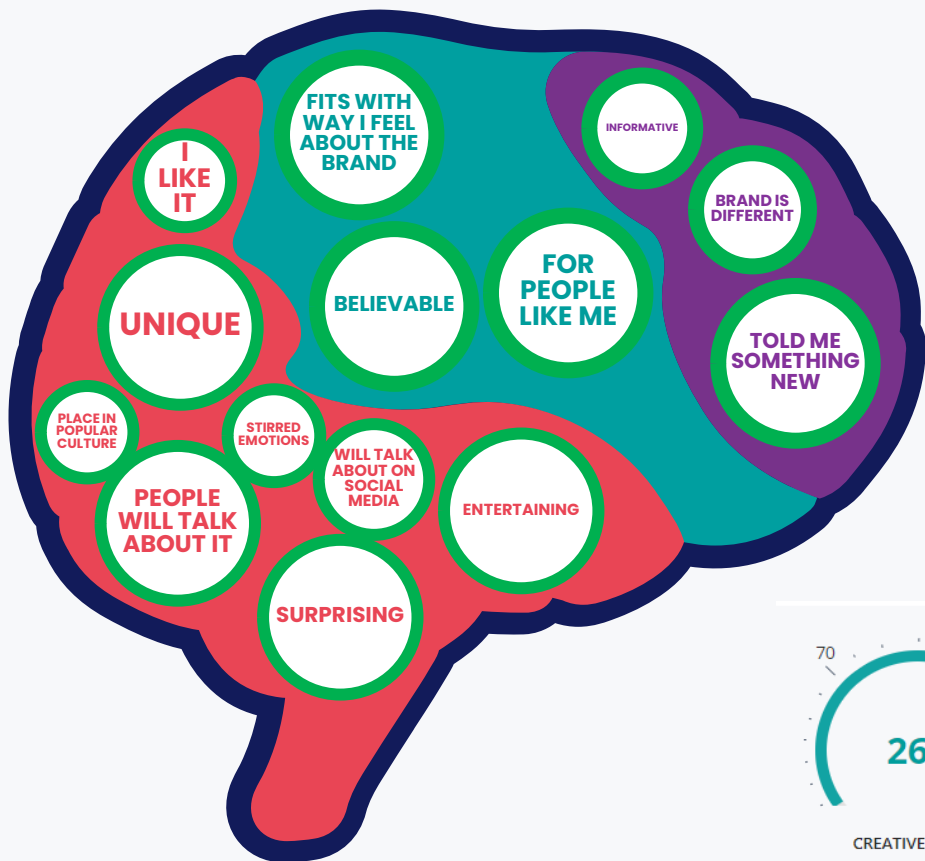 I
LIKE
IT
FITS WITH
WAY I FEEL
ABOUT THE
BRAND
INFORMATIVE
BRAND IS
DIFFERENT
UNIQUE
BELIEVABLE
FOR
PEOPLE
LIKE ME
TOLD ME
SOMETHING
NEW
PLACE IN
POPULAR
CULTURE
STIRRED
EMOTIONS
WILL TALK
ABOUT ON
SOCIAL
MEDIA
PEOPLE
WILL TALK
ABOUT IT
ENTERTAINING
SURPRISING
70
26
CREATIVE